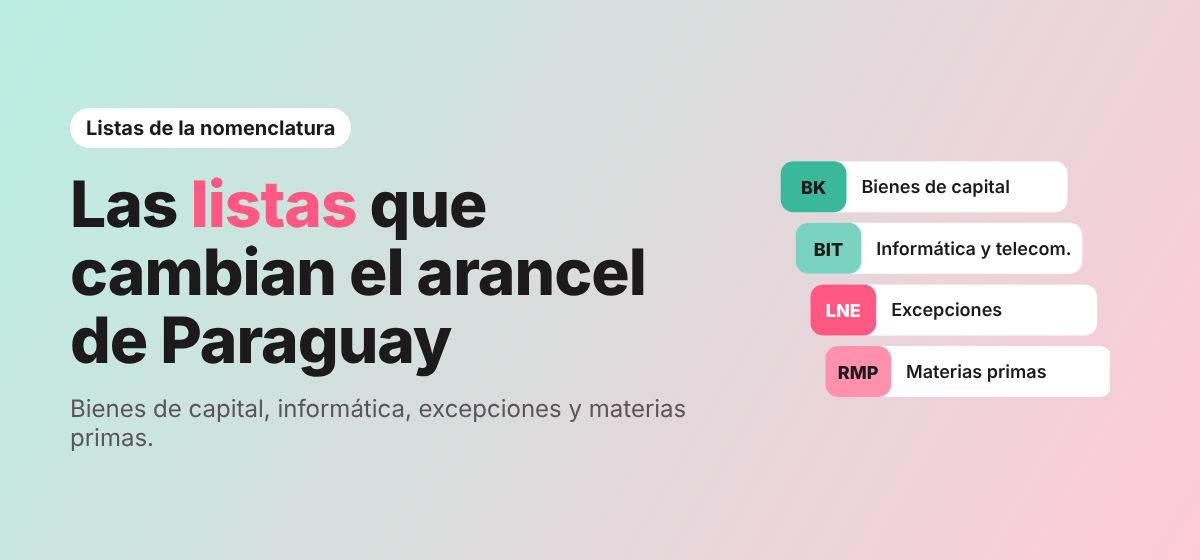 Listas de la nomenclatura
Las listas que
cambian el arancel
de Paraguay
Bienes de capital, informática, excepciones y materias
primas.
BK Bienes de capital
BIT Informática y telecom.
LNE Excepciones
RMP Materias primas